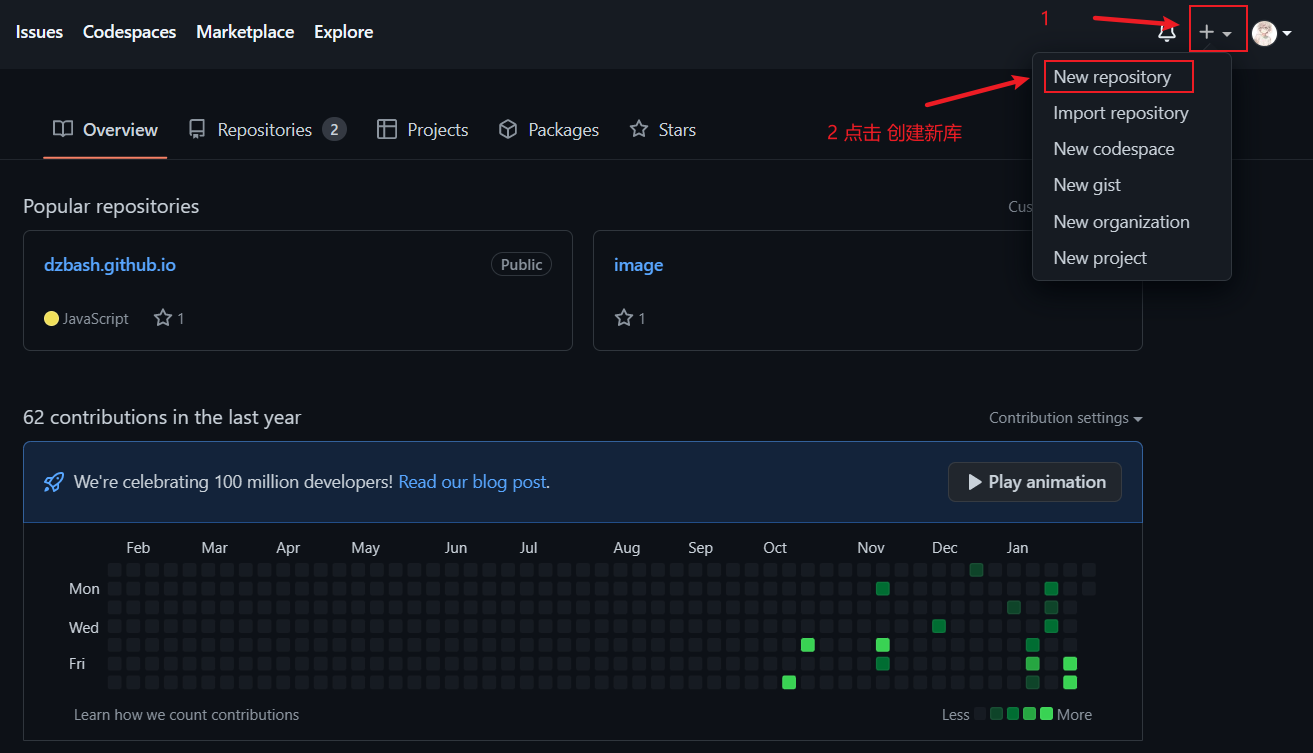 Issues Codespaces Marketplace Explore
1
New repository
Import repository
New codespace
New gist
New organization
New project
Overview Repositories 2 Projects Packages Stars
2 点击 创建新库
Popular repositories
Cus
dzbash.github.io Public
JavaScript 1
image
1
62 contributions in the last year
Contribution settings
We're celebrating 100 million developers! Read our blog post.
Play animation
Feb Mar Apr May Jun Jul Aug Sep Oct Nov Dec Jan
Mon
Wed
Fri
Learn how we count contributions
Less More